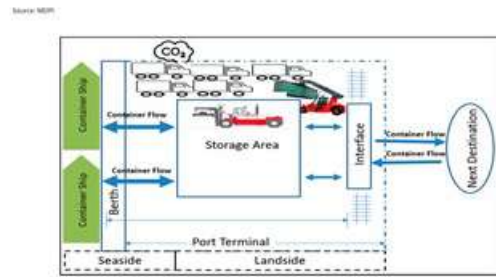 Source: MEIPI
CO₂
Container Ship
Container Ship
Container Flow
Container Flow
Berth
Storage Area
Interface
Container Flow
Container Flow
Next Destination
Port Terminal
Seaside
Landside